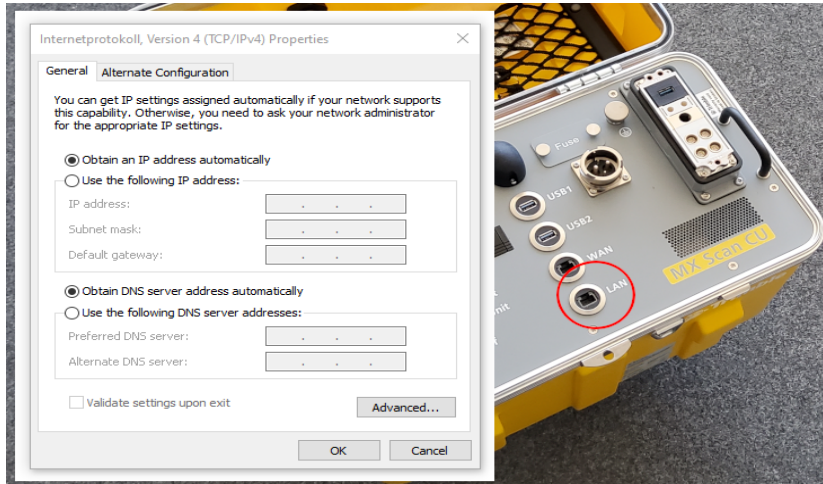 Internetprotokoll, Version 4 (TCP/IPv4) Properties
General
Alternate Configuration
You can get IP settings assigned automatically if your network supports
this capability. Otherwise, you need to ask your network administrator
for the appropriate IP settings.
Obtain an IP address automatically
Use the following IP address:
IP address:
Subnet mask:
Default gateway:
Obtain DNS server address automatically
Use the following DNS server addresses:
Preferred DNS server:
Alternate DNS server:
Validate settings upon exit
Advanced...
OK
Cancel
Fuse
USB1
USB2
WAN
LAN
MX Scan CU